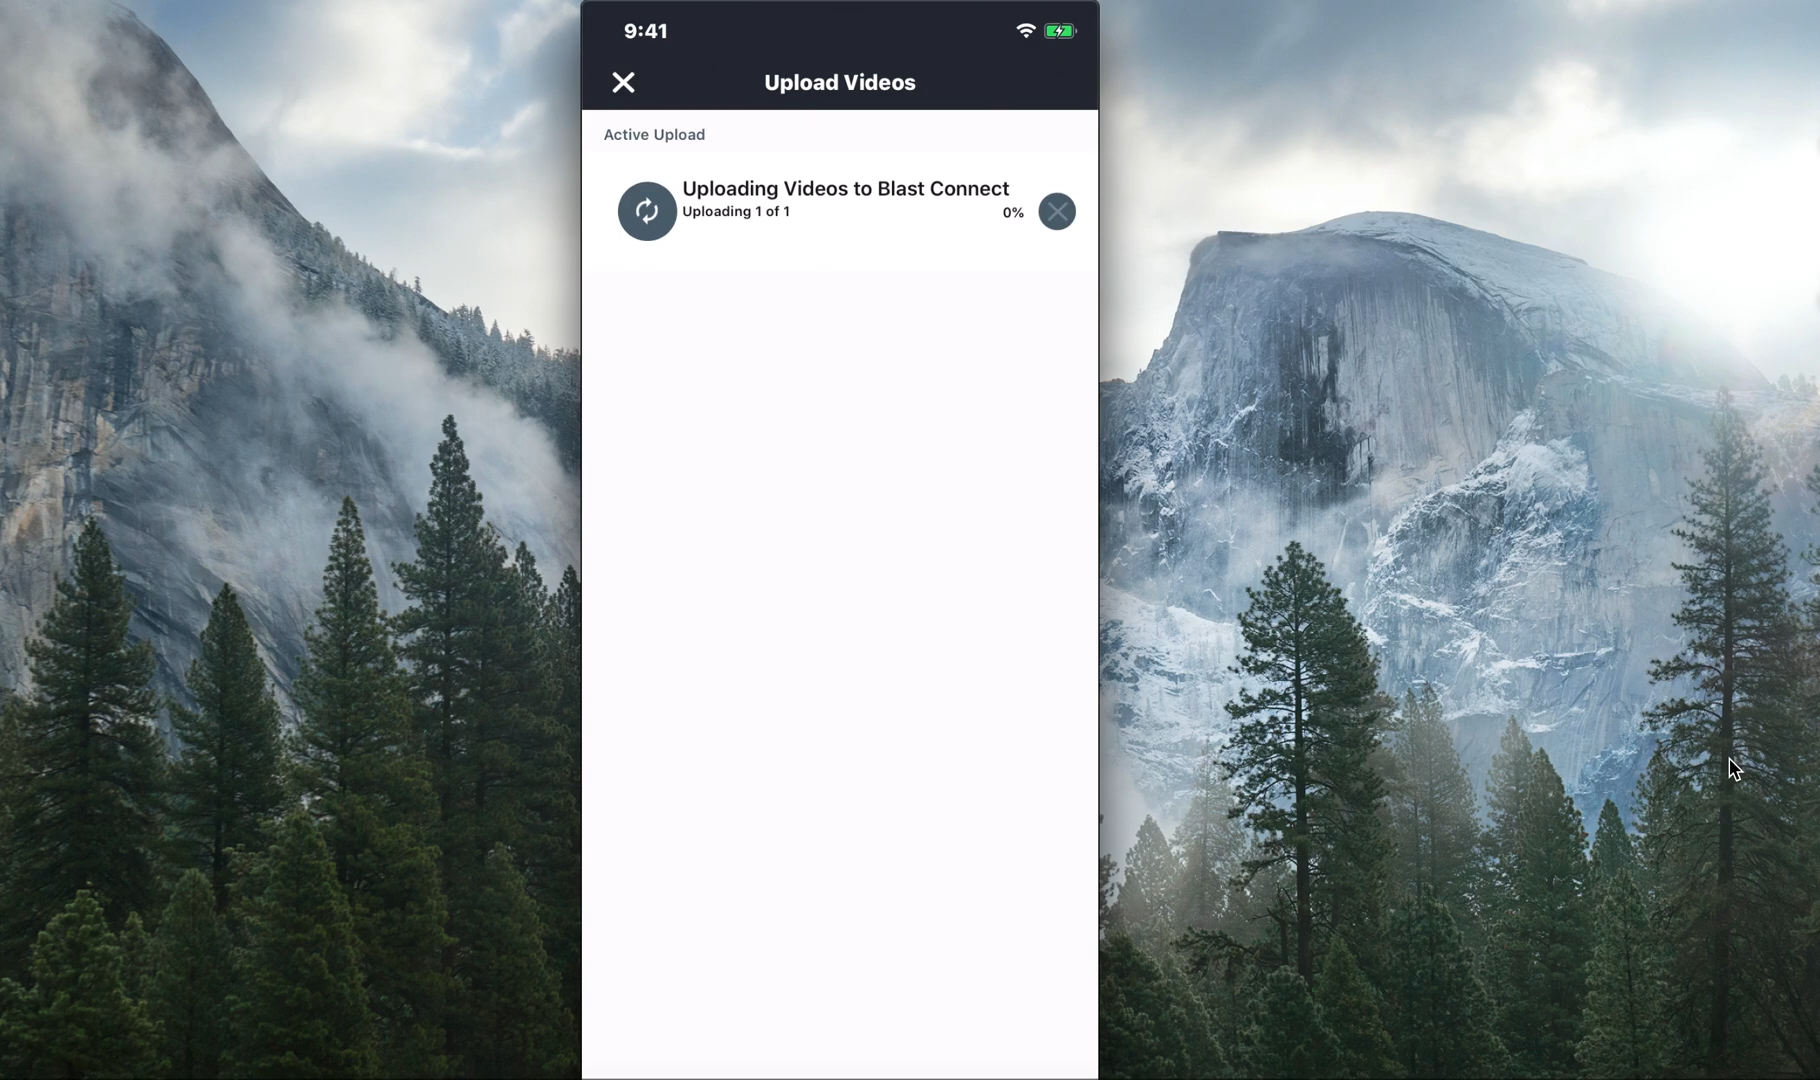 9:41
Upload Videos
Active Upload
Uploading Videos to Blast Connect
Uploading 1 of 1 0%